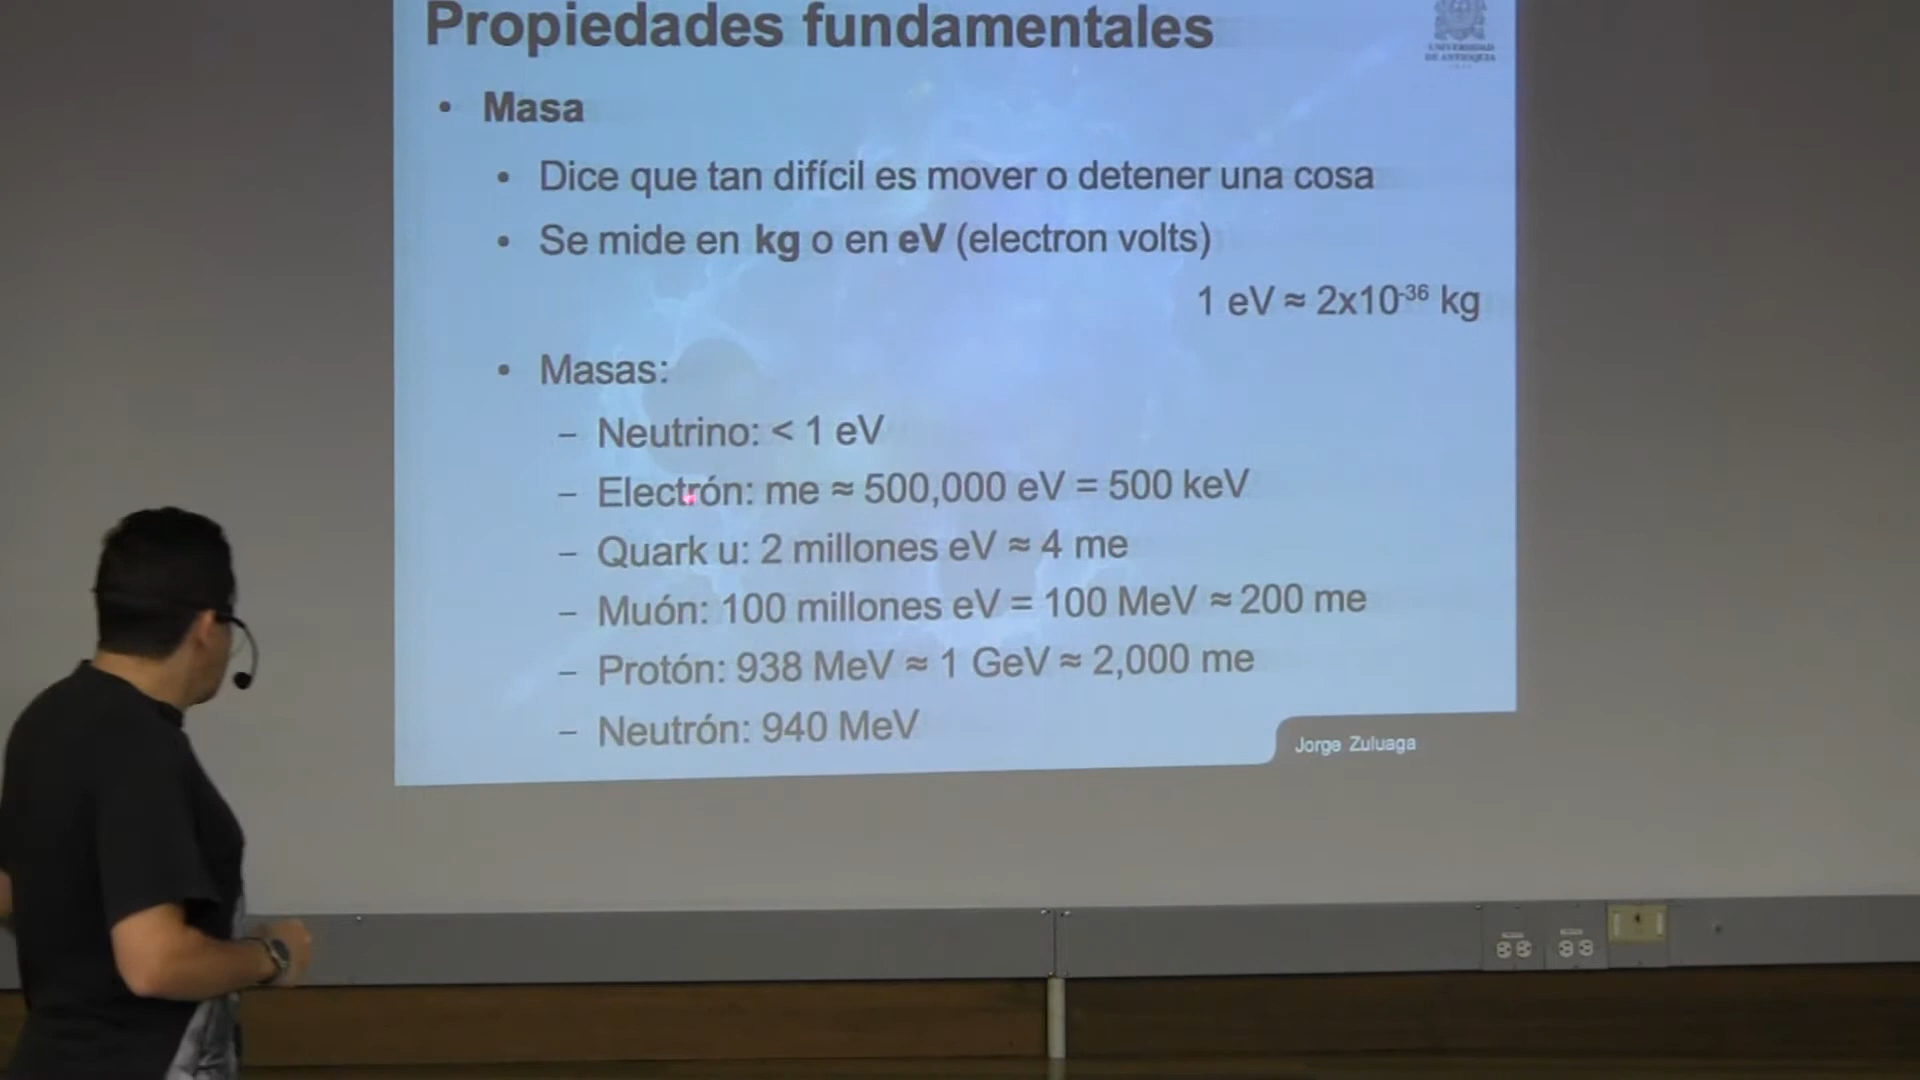 Propiedades fundamentales
UNIVERSIDAD
DE ANTIOQUIA
• Masa
• Dice que tan difícil es mover o detener una cosa
• Se mide en kg o en eV (electron volts)
1 eV ≈ 2x10⁻³⁶ kg
• Masas:
– Neutrino: < 1 eV
– Electrón: me ≈ 500,000 eV = 500 keV
– Quark u: 2 millones eV ≈ 4 me
– Muón: 100 millones eV = 100 MeV ≈ 200 me
– Protón: 938 MeV ≈ 1 GeV ≈ 2,000 me
– Neutrón: 940 MeV
Jorge Zuluaga